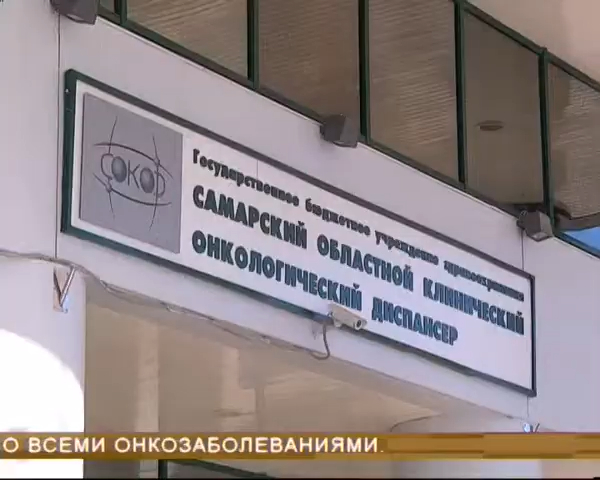 СОКОД
Государственное бюджетное учреждение здравоохранения
САМАРСКИЙ ОБЛАСТНОЙ КЛИНИЧЕСКИЙ
ОНКОЛОГИЧЕСКИЙ ДИСПАНСЕР
О ВСЕМИ ОНКОЗАБОЛЕВАНИЯМИ.